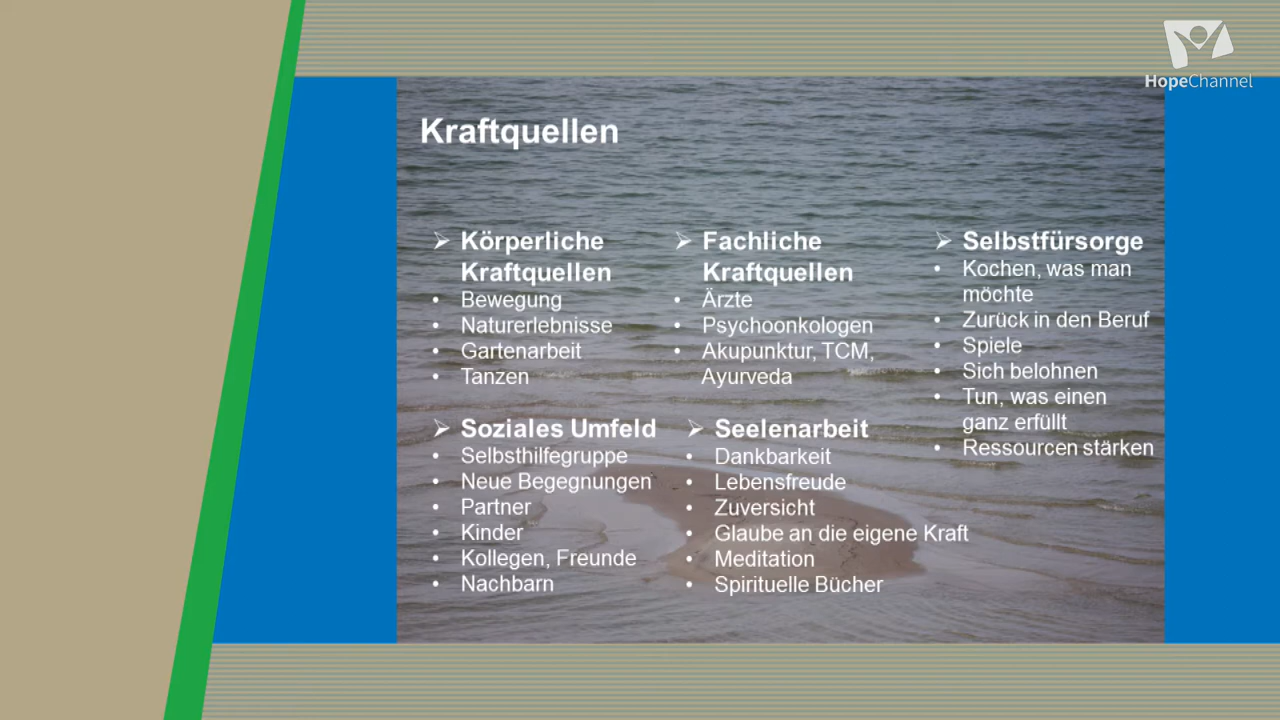 HopeChannel
Kraftquellen
➢ Körperliche
Kraftquellen
• Bewegung
• Naturerlebnisse
• Gartenarbeit
• Tanzen
➢ Fachliche
Kraftquellen
• Ärzte
• Psychoonkologen
• Akupunktur, TCM,
Ayurveda
➢ Selbstfürsorge
• Kochen, was man
möchte
• Zurück in den Beruf
• Spiele
• Sich belohnen
• Tun, was einen
ganz erfüllt
• Ressourcen stärken
➢ Soziales Umfeld
• Selbsthilfegruppe
• Neue Begegnungen
• Partner
• Kinder
• Kollegen, Freunde
• Nachbarn
➢ Seelenarbeit
• Dankbarkeit
• Lebensfreude
• Zuversicht
• Glaube an die eigene Kraft
• Meditation
• Spirituelle Bücher